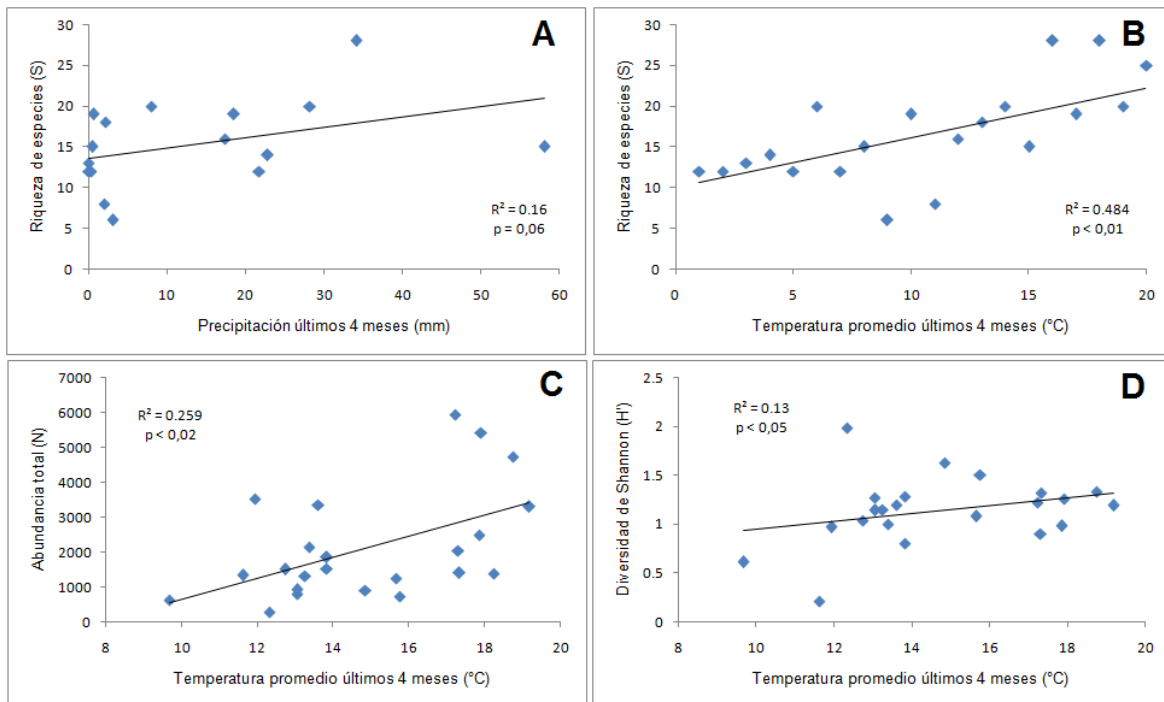 A
30
25
20
15
10
5
0
Riqueza de especies (S)
R² = 0.16
p = 0,06
0 10 20 30 40 50 60
Precipitación últimos 4 meses (mm)
B
30
25
20
15
10
5
0
Riqueza de especies (S)
R² = 0.484
p < 0,01
0 5 10 15 20
Temperatura promedio últimos 4 meses (°C)
C
7000
6000
5000
4000
3000
2000
1000
0
Abundancia total (N)
R² = 0.259
p < 0,02
8 10 12 14 16 18 20
Temperatura promedio últimos 4 meses (°C)
D
2.5
2
1.5
1
0.5
0
Diversidad de Shannon (H')
R² = 0.13
p < 0,05
8 10 12 14 16 18 20
Temperatura promedio últimos 4 meses (°C)